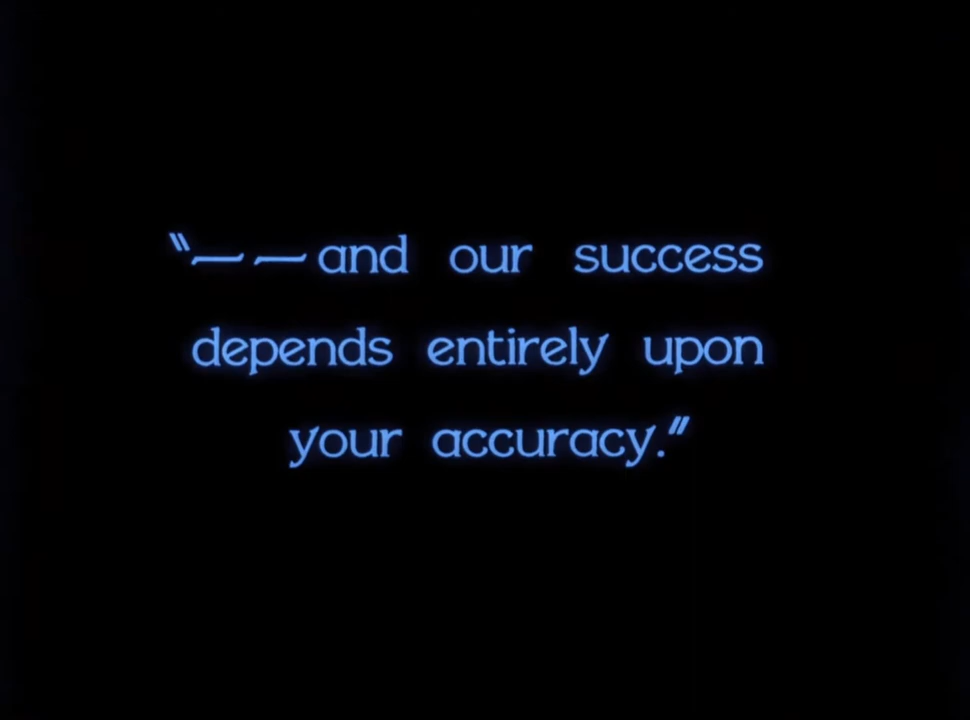 “——and our success
depends entirely upon
your accuracy.”